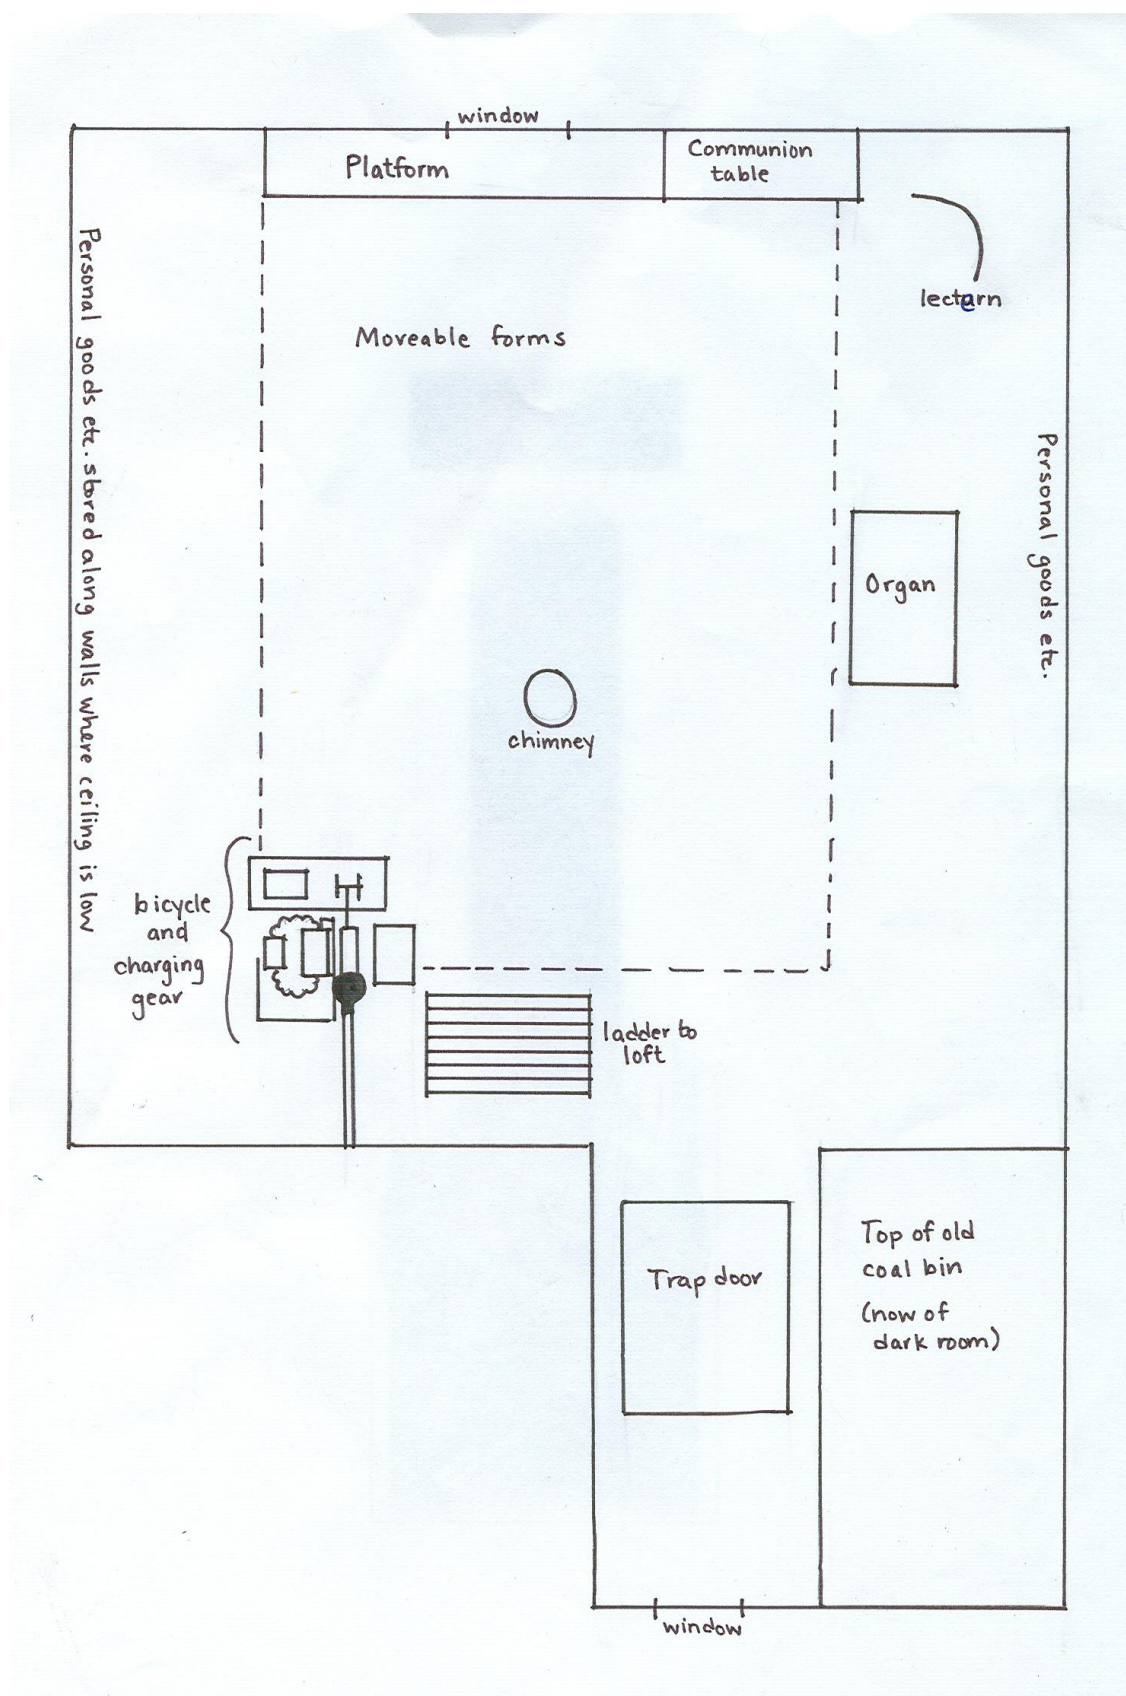 window
Platform
Communion
table
lectern
Moveable forms
Personal goods etc. stored along walls where ceiling is low
Personal goods etc.
Organ
chimney
bicycle
and
charging
gear
ladder to
loft
Trap door
Top of old
coal bin
(now of
dark room)
window